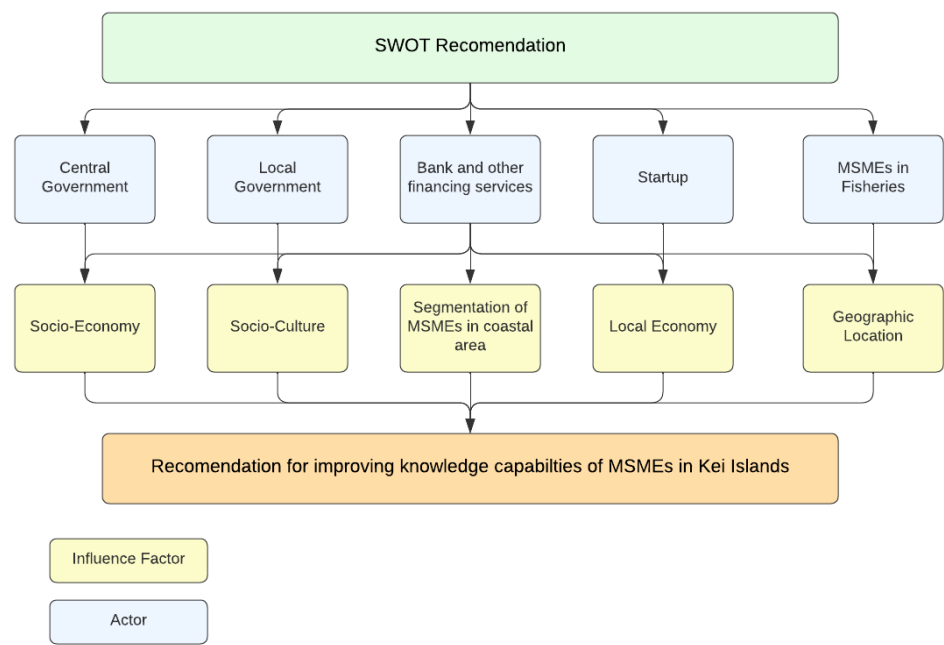 SWOT Recomendation
Central
Government
Local
Government
Bank and other
financing services
Startup
MSMEs in
Fisheries
Socio-Economy
Socio-Culture
Segmentation of
MSMEs in coastal
area
Local Economy
Geographic
Location
Recomendation for improving knowledge capabilties of MSMEs in Kei Islands
Influence Factor
Actor